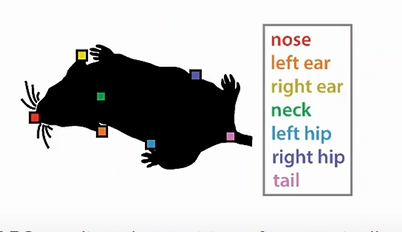 nose
left ear
right ear
neck
left hip
right hip
tail